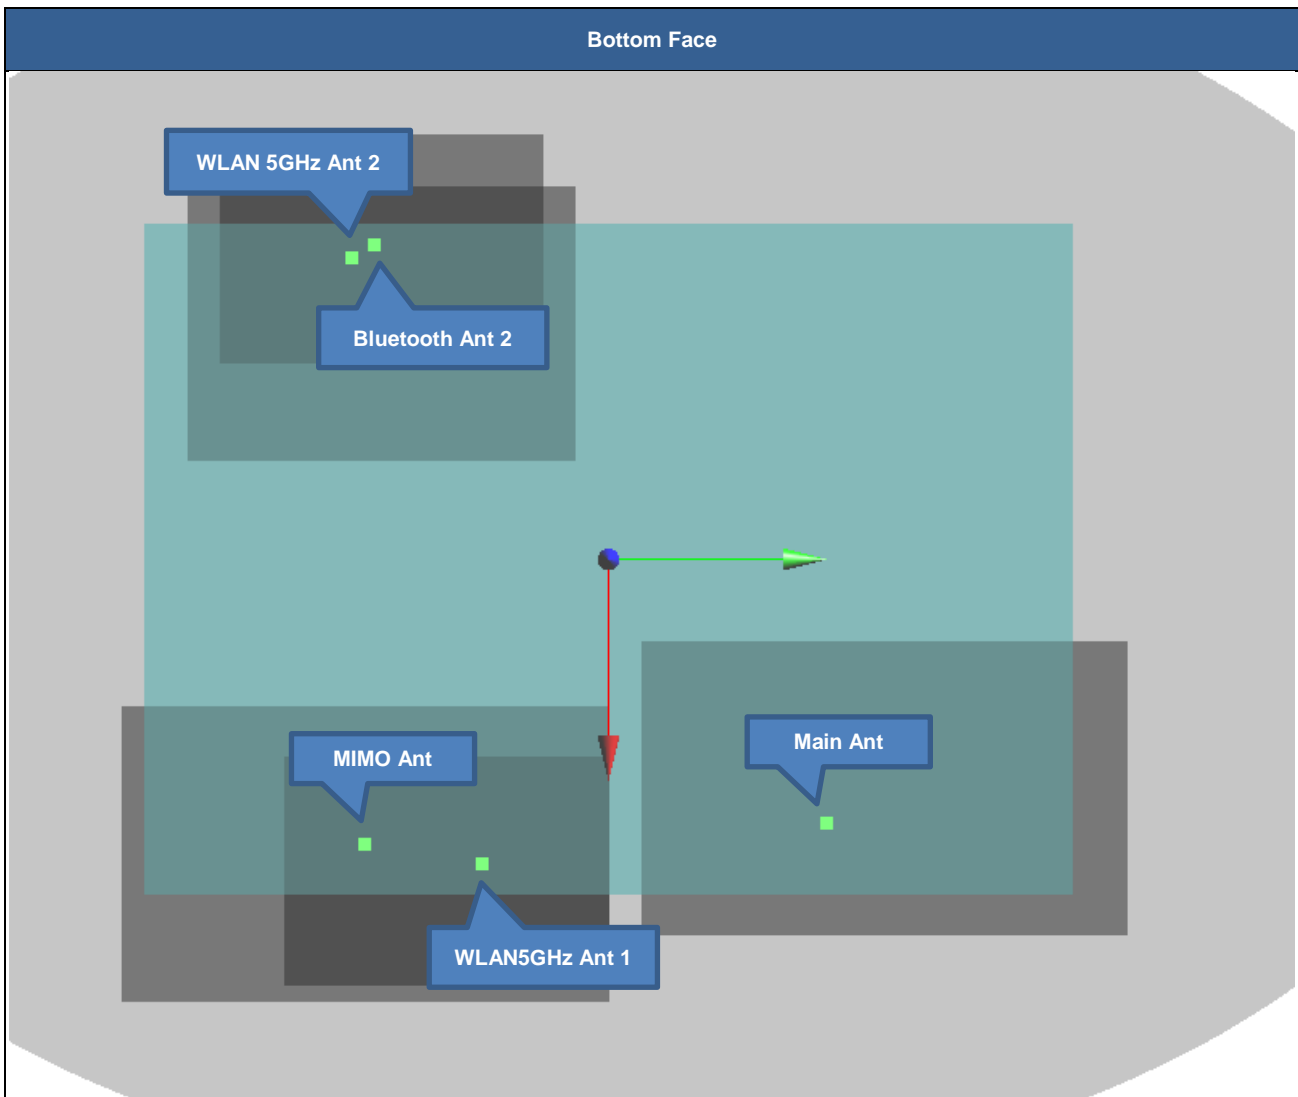 Bottom Face
WLAN 5GHz Ant 2
Bluetooth Ant 2
Main Ant
MIMO Ant
WLAN5GHz Ant 1